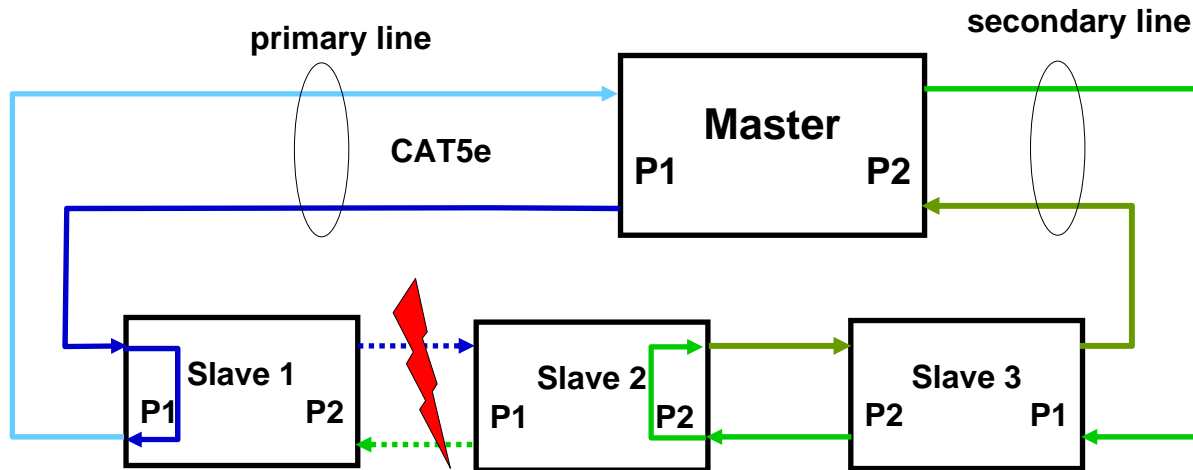 primary line
secondary line
Master
CAT5e
P1
P2
Slave 1
P1
P2
Slave 2
P1
P2
Slave 3
P2
P1